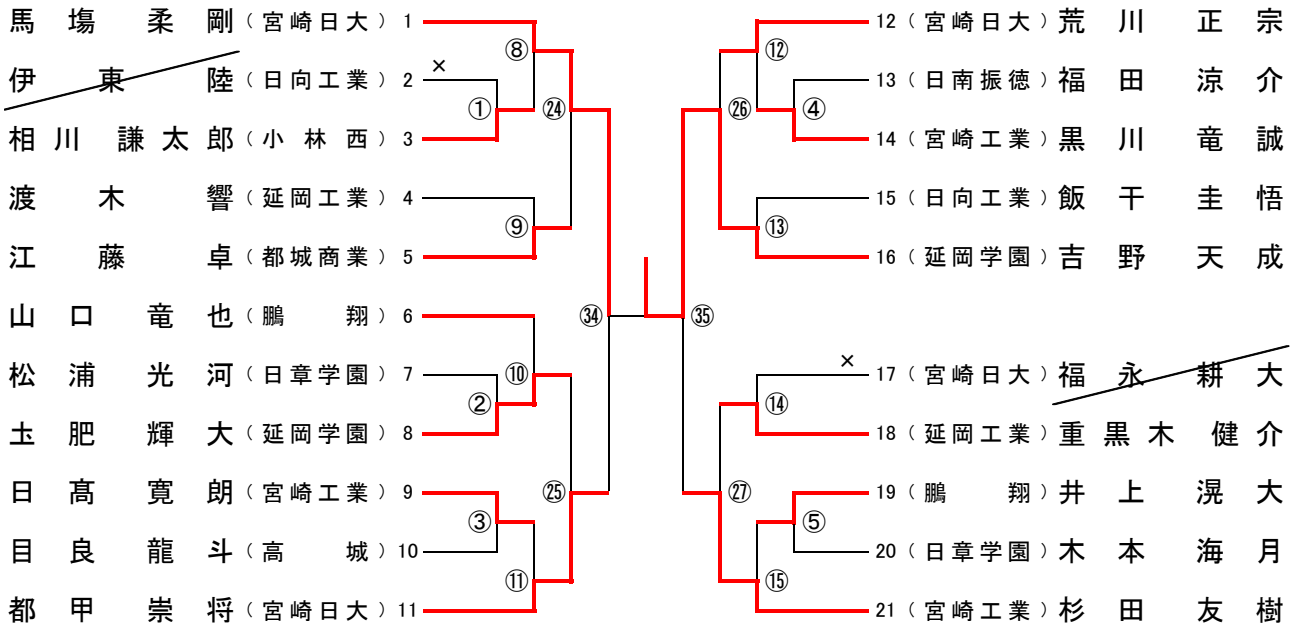 馬塲柔剛（宮崎日大）1
伊東陸（日向工業）2 ×
①
相川謙太郎（小林西）3
渡木響（延岡工業）4
江藤卓（都城商業）5
⑧
⑨
㉔
山口竜也（鵬翔）6
松浦光河（日章学園）7
圡肥輝大（延岡学園）8
②
⑩
日髙寛朗（宮崎工業）9
目良龍斗（高城）10
都甲崇将（宮崎日大）11
③
⑪
㉕
㉞
㉟
12（宮崎日大）荒川正宗
13（日南振徳）福田涼介
14（宮崎工業）黒川竜誠
⑫
④
㉖
15（日向工業）飯干圭悟
16（延岡学園）吉野天成
⑬
× 17（宮崎日大）福永耕大
18（延岡工業）重黒木健介
⑭
㉗
19（鵬翔）井上滉大
20（日章学園）木本海月
21（宮崎工業）杉田友樹
⑤
⑮